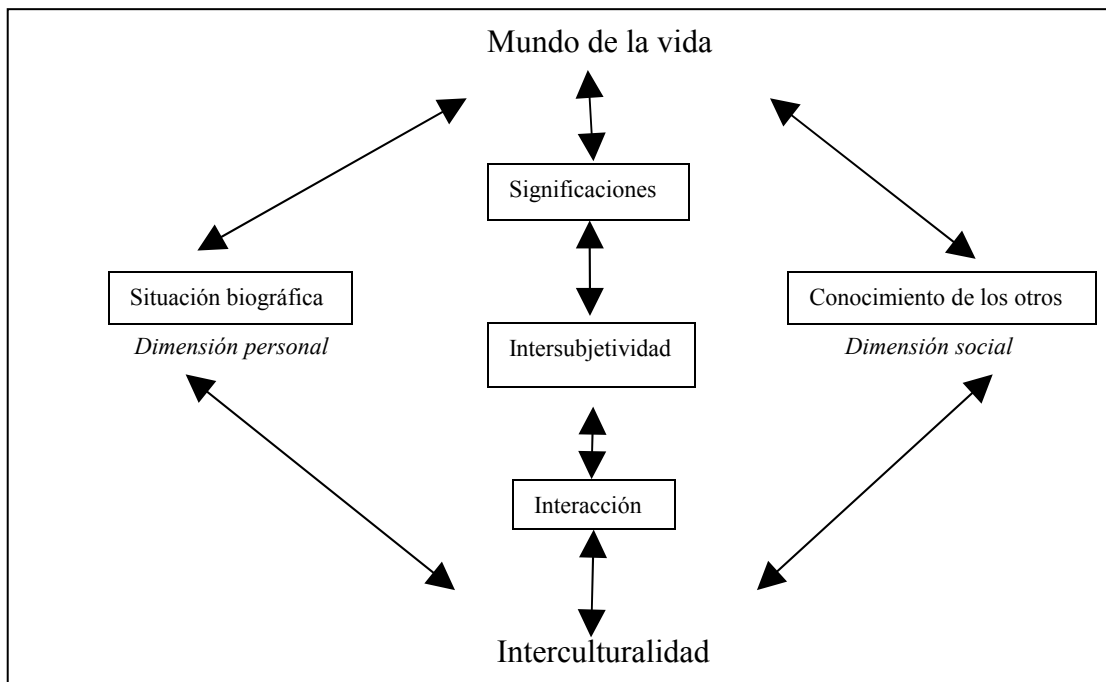 Mundo de la vida
Significaciones
Situación biográfica
Conocimiento de los otros
Dimensión personal
Intersubjetividad
Dimensión social
Interacción
Interculturalidad